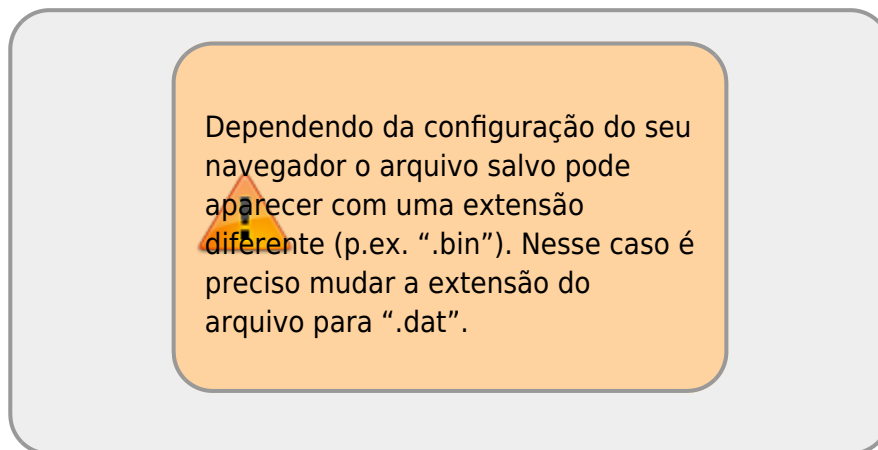 Dependendo da configuração do seu
navegador o arquivo salvo pode
aparecer com uma extensão
diferente (p.ex. “.bin”). Nesse caso é
preciso mudar a extensão do
arquivo para “.dat”.